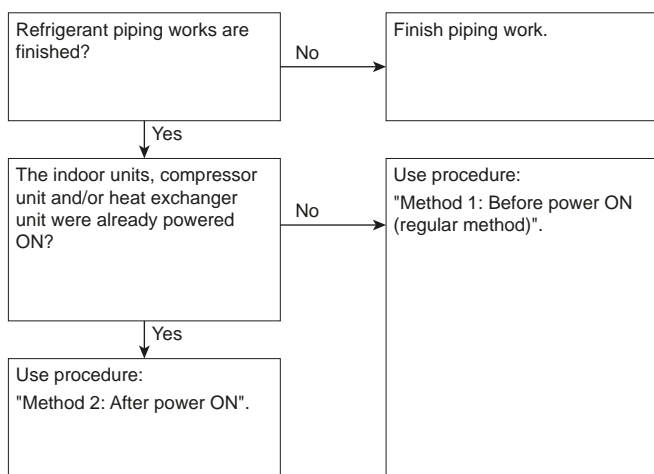 Refrigerant piping works are
finished?
No
Finish piping work.
Yes
The indoor units, compressor
unit and/or heat exchanger
unit were already powered
ON?
No
Use procedure:
"Method 1: Before power ON
(regular method)".
Yes
Use procedure:
"Method 2: After power ON".